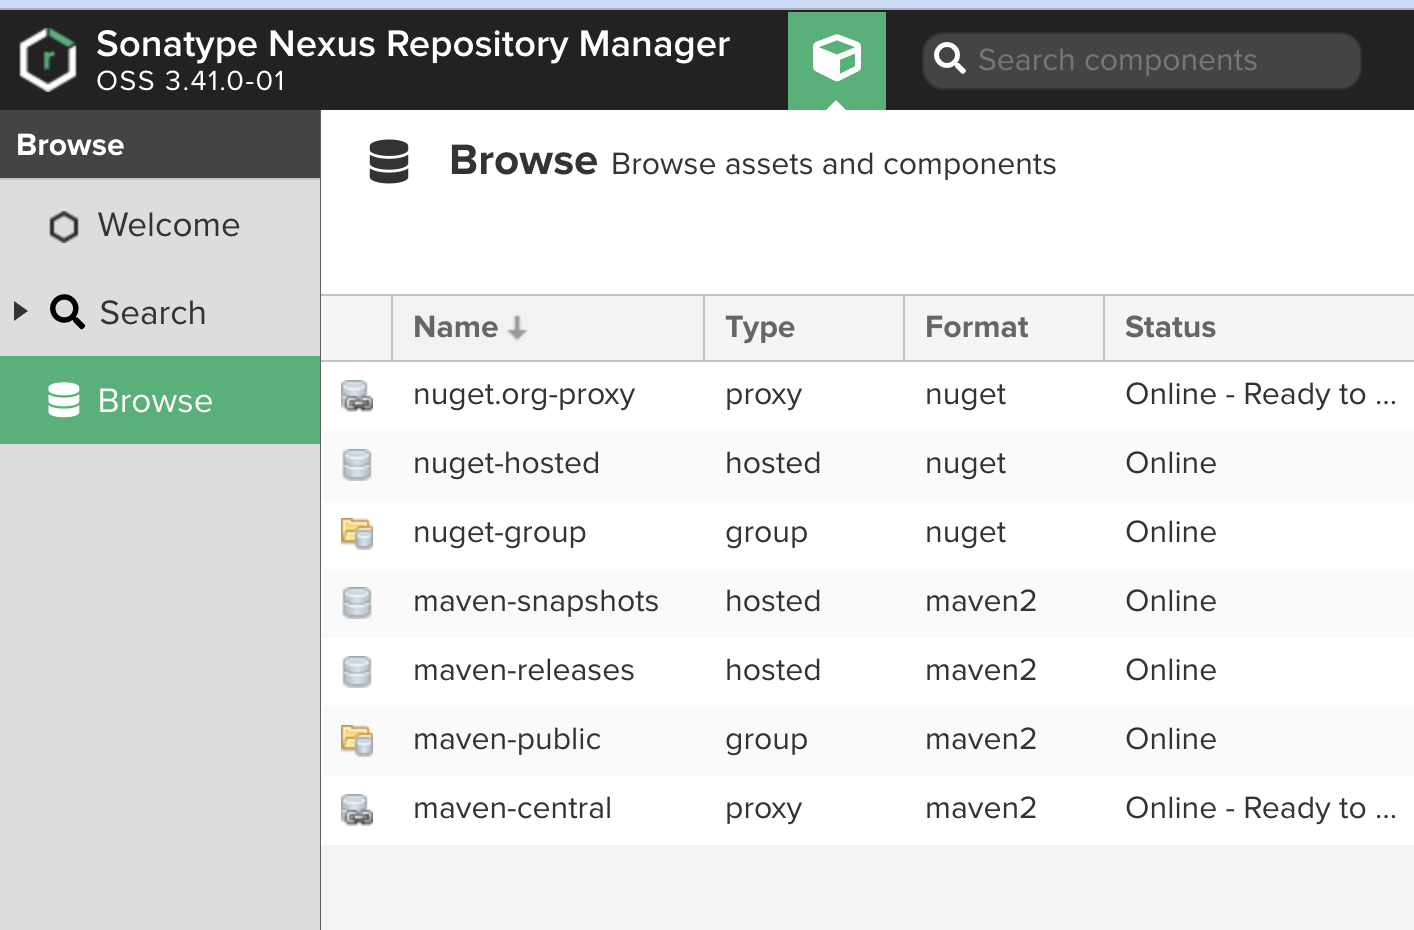 Sonatype Nexus Repository Manager
OSS 3.41.0-01
Search components
Browse
Welcome
Search
Browse
Browse Browse assets and components
Name Type Format Status
nuget.org-proxy proxy nuget Online - Ready to ...
nuget-hosted hosted nuget Online
nuget-group group nuget Online
maven-snapshots hosted maven2 Online
maven-releases hosted maven2 Online
maven-public group maven2 Online
maven-central proxy maven2 Online - Ready to ...